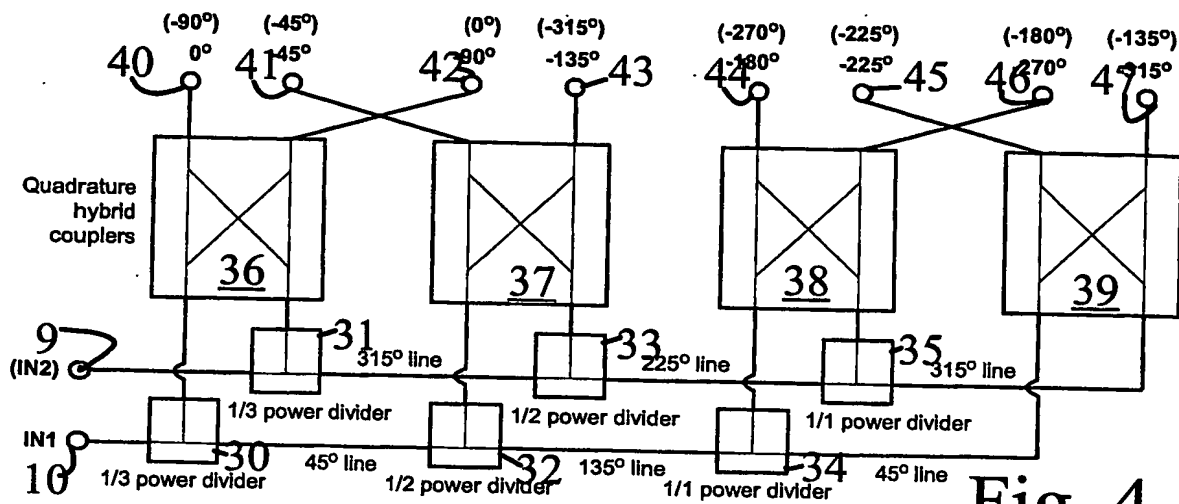 (-90°) (-45°) (0°) (-315°) (-270°) (-225°) (-180°) (-135°)
40 0° 41 -45° 42 -90° -135° 43 44 -180° -225° 45 46 -270° 47 -315°
Quadrature
hybrid
couplers
36 37 38 39
9 31 33 35
(IN2) 315° line 225° line 315° line
1/3 power divider 1/2 power divider 1/1 power divider
IN1 30 45° line 32 135° line 34 45° line
10 1/3 power divider 1/2 power divider 1/1 power divider
Fig. 4